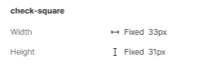 check-square
Width Fixed 33px
Height Fixed 31px